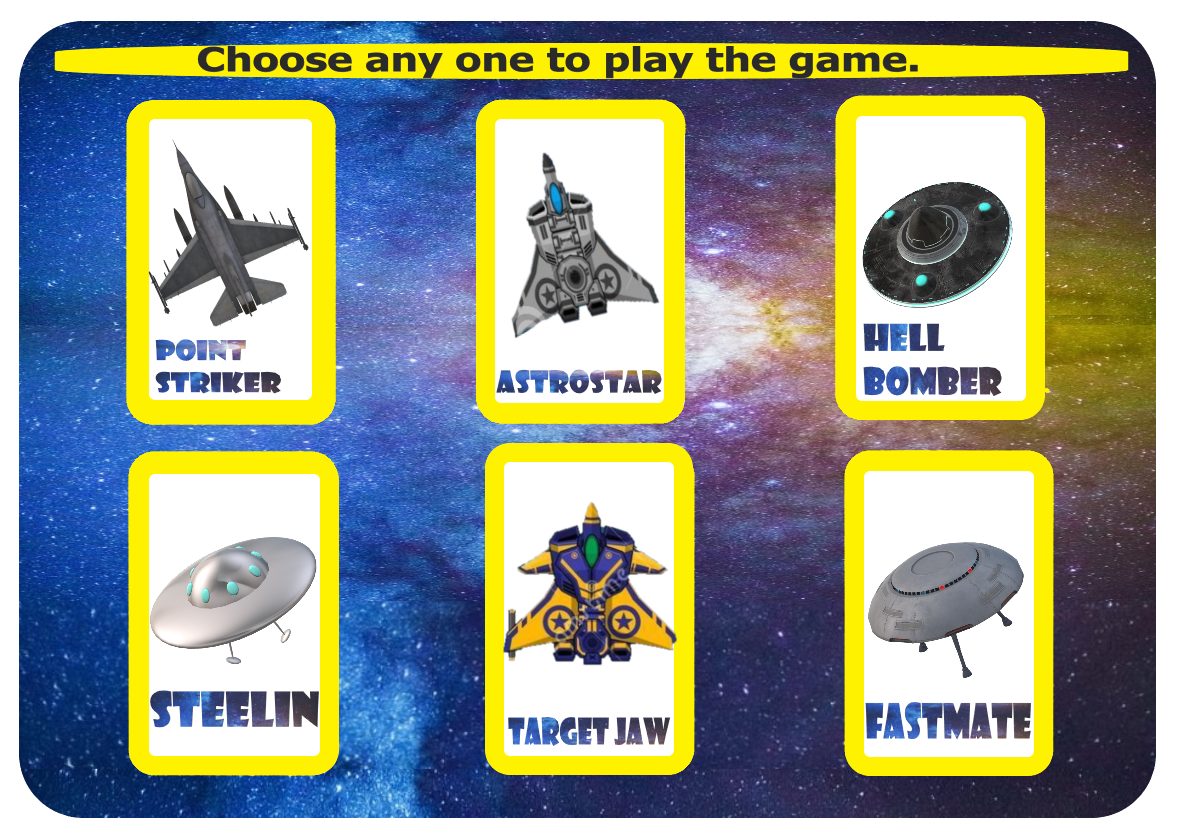 Choose any one to play the game.
POINT
STRIKER
ASTROSTAR
HELL
BOMBER
STEELIN
TARGET JAW
FASTMATE